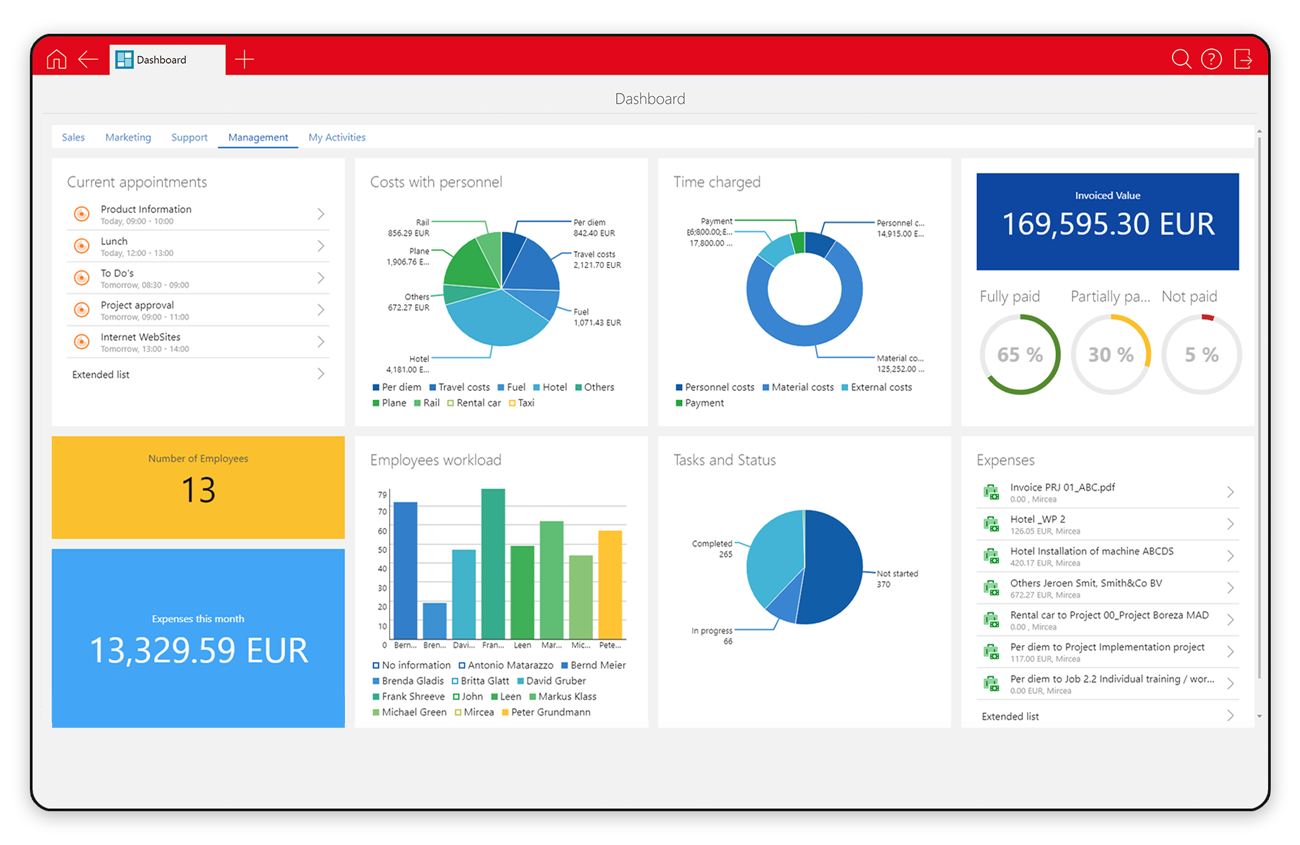 Dashboard
Dashboard
Sales Marketing Support Management My Activities
Current appointments
Product Information
Today, 09:00 - 10:00
Lunch
Today, 12:00 - 13:00
To Do's
Tomorrow, 08:30 - 09:00
Project approval
Tomorrow, 09:00 - 11:00
Internet WebSites
Tomorrow, 13:00 - 14:00
Extended list
Costs with personnel
Rail
856.29 EUR
Per diem
842.40 EUR
Plane
1,906.76 E...
Travel costs
2,121.70 EUR
Others
672.27 EUR
Fuel
1,071.43 EUR
Hotel
4,181.00 E...
Per diem Travel costs Fuel Hotel Others
Plane Rail Rental car Taxi
Time charged
Payment
17,800.00 ...
Personnel c...
14,915.00 E...
Material co...
125,252.00 ...
Personnel costs Material costs External costs
Payment
Invoiced Value
169,595.30 EUR
Fully paid Partially pa... Not paid
65 % 30 % 5 %
Number of Employees
13
Expenses this month
13,329.59 EUR
Employees workload
79
70
60
50
40
30
20
10
0
Bern... Bren... Davi... Fran... Leen Mar... Mic... Pete...
No information Antonio Matarazzo Bernd Meier
Brenda Gladis Britta Glatt David Gruber
Frank Shreeve John Leen Markus Klass
Michael Green Mircea Peter Grundmann
Tasks and Status
Completed
265
Not started
370
In progress
66
Expenses
Invoice PRJ 01_ABC.pdf
0.00 , Mircea
Hotel _WP 2
126.05 EUR, Mircea
Hotel Installation of machine ABCDS
420.17 EUR, Mircea
Others Jeroen Smit, Smith&Co BV
672.27 EUR, Mircea
Rental car to Project 00_Project Boreza MAD
0.00 , Mircea
Per diem to Project Implementation project
117.00 EUR, Mircea
Per diem to Job 2.2 Individual training / wor...
0.00 EUR, Mircea
Extended list